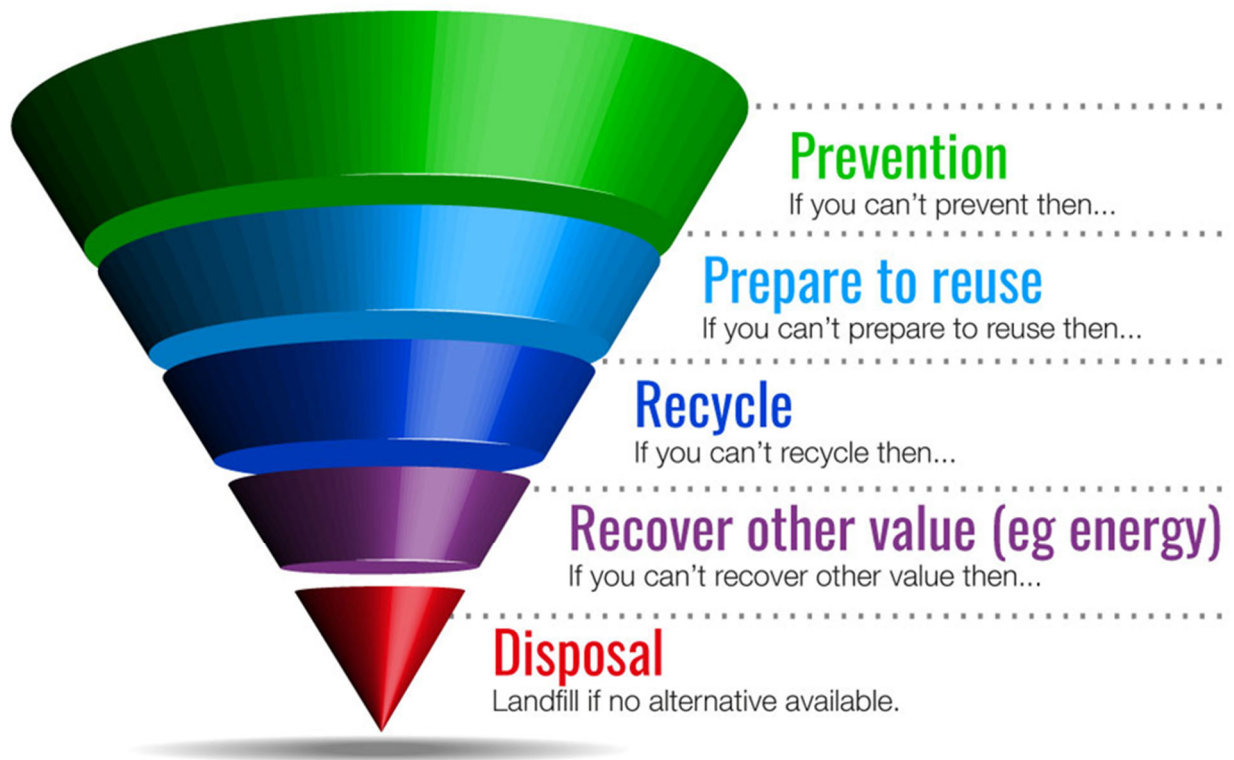 Prevention
If you can’t prevent then...
Prepare to reuse
If you can’t prepare to reuse then...
Recycle
If you can’t recycle then...
Recover other value (eg energy)
If you can’t recover other value then...
Disposal
Landfill if no alternative available.